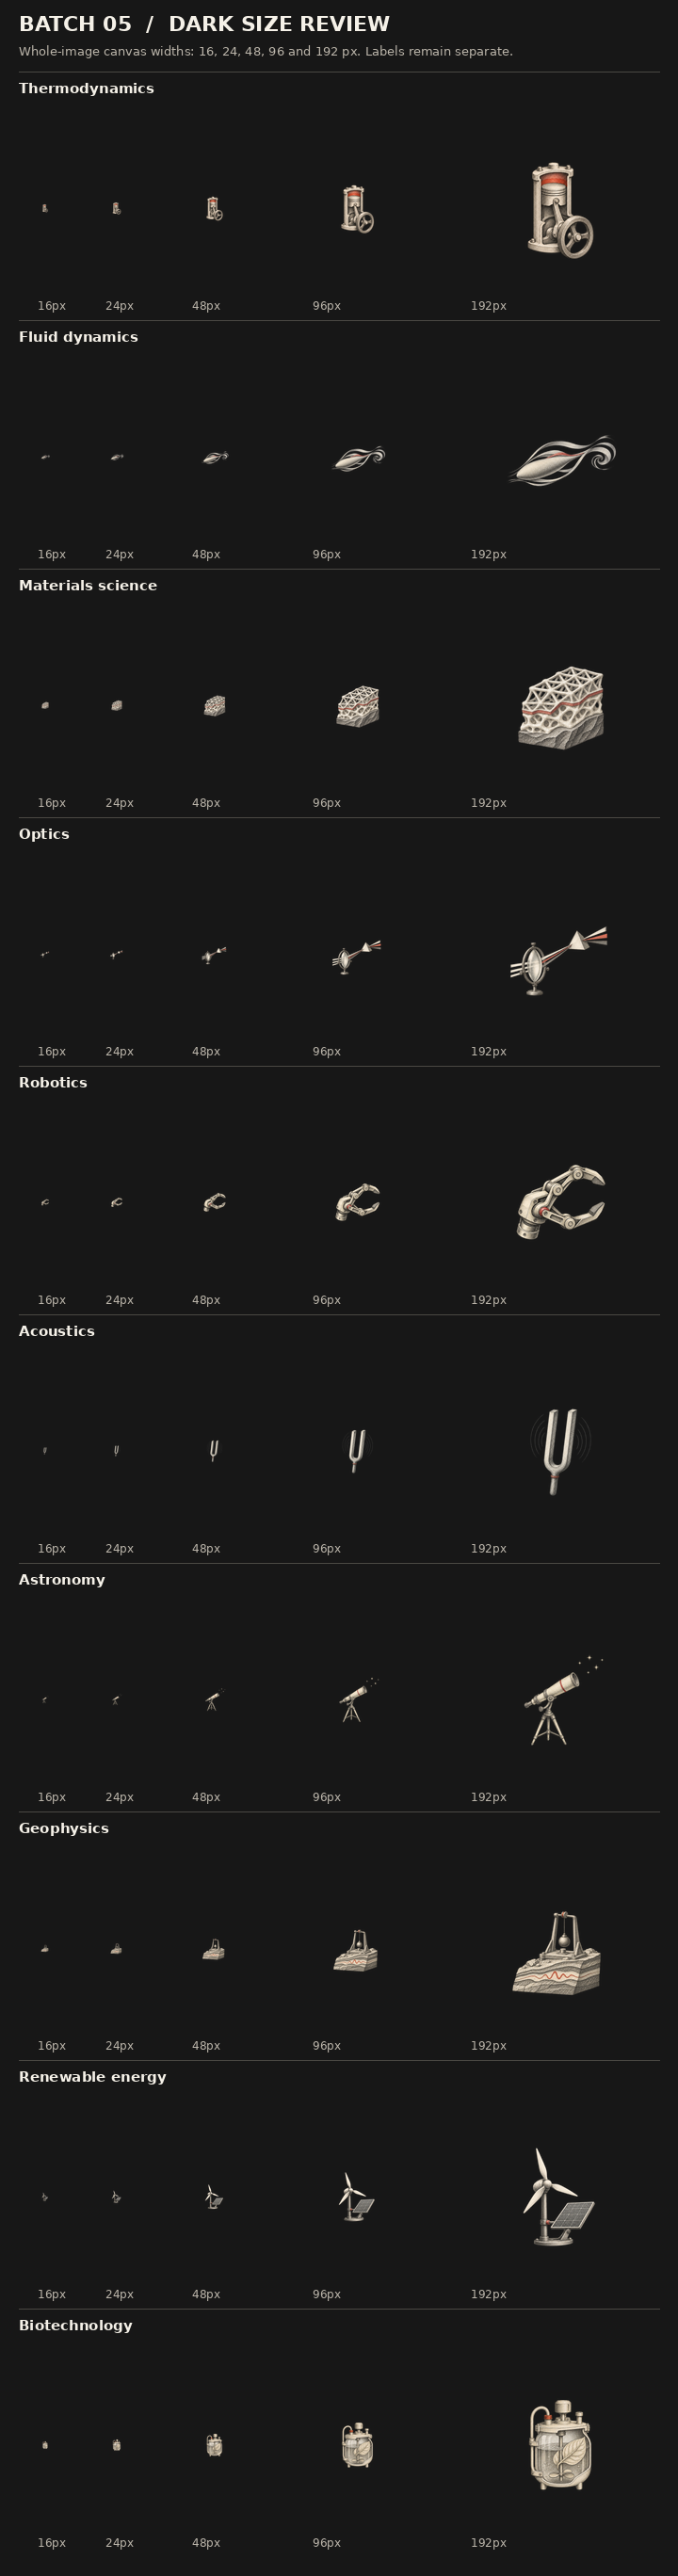 BATCH 05 / DARK SIZE REVIEW
Whole-image canvas widths: 16, 24, 48, 96 and 192 px. Labels remain separate.
Thermodynamics
16px 24px 48px 96px 192px
Fluid dynamics
16px 24px 48px 96px 192px
Materials science
16px 24px 48px 96px 192px
Optics
16px 24px 48px 96px 192px
Robotics
16px 24px 48px 96px 192px
Acoustics
16px 24px 48px 96px 192px
Astronomy
16px 24px 48px 96px 192px
Geophysics
16px 24px 48px 96px 192px
Renewable energy
16px 24px 48px 96px 192px
Biotechnology
16px 24px 48px 96px 192px